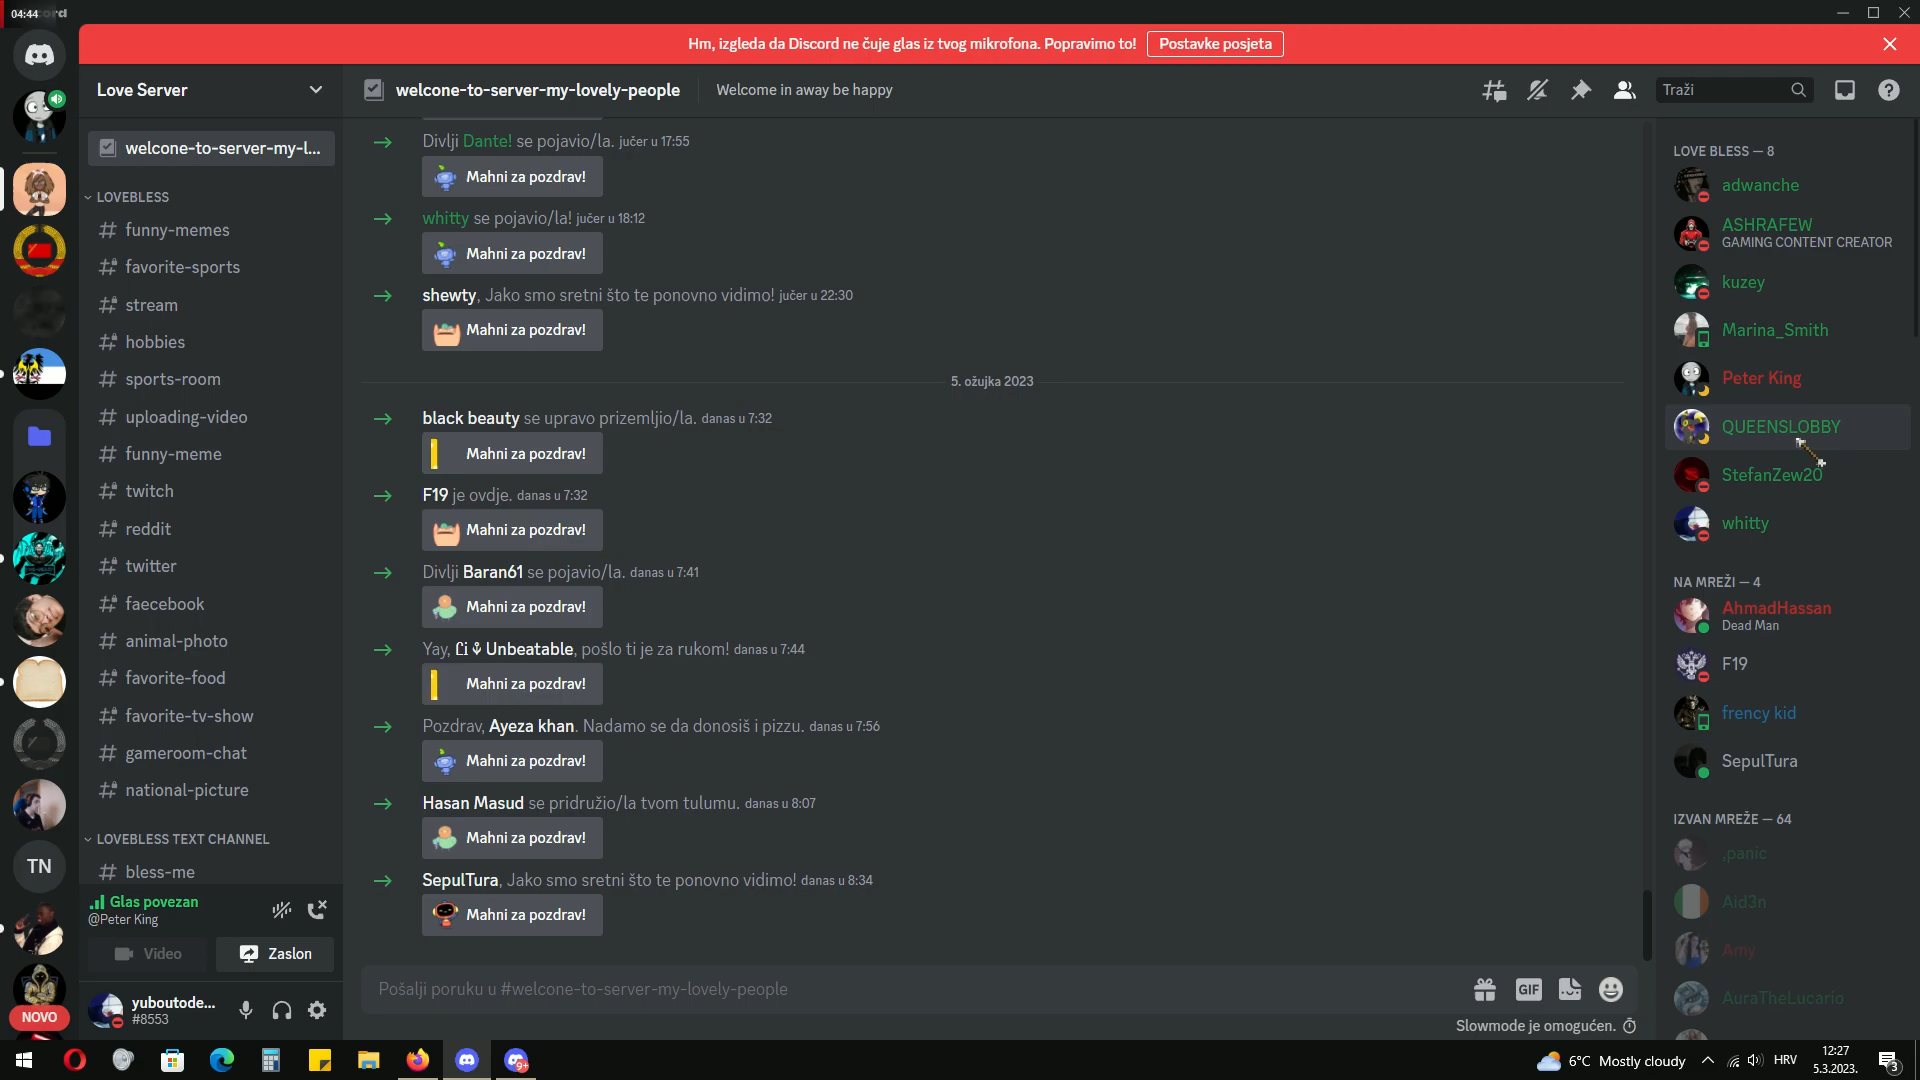 04:44
Hm, izgleda da Discord ne čuje glas iz tvog mikrofona. Popravimo to! Postavke posjeta
Love Server
welcone-to-server-my-lovely-people
Welcome in away be happy
Traži
welcone-to-server-my-l...
LOVEBLESS
funny-memes
favorite-sports
stream
hobbies
sports-room
uploading-video
funny-meme
twitch
reddit
twitter
faecebook
animal-photo
favorite-food
favorite-tv-show
gameroom-chat
national-picture
LOVEBLESS TEXT CHANNEL
bless-me
Glas povezan
@Peter King
Video
Zaslon
yuboutode...
#8553
TN
NOVO
Divlji Dante! se pojavio/la. jučer u 17:55
Mahni za pozdrav!
whitty se pojavio/la! jučer u 18:12
Mahni za pozdrav!
shewty, Jako smo sretni što te ponovno vidimo! jučer u 22:30
Mahni za pozdrav!
5. ožujka 2023
black beauty se upravo prizemljio/la. danas u 7:32
Mahni za pozdrav!
F19 je ovdje. danas u 7:32
Mahni za pozdrav!
Divlji Baran61 se pojavio/la. danas u 7:41
Mahni za pozdrav!
Yay, Unbeatable, pošlo ti je za rukom! danas u 7:44
Mahni za pozdrav!
Pozdrav, Ayeza khan. Nadamo se da donosiš i pizzu. danas u 7:56
Mahni za pozdrav!
Hasan Masud se pridružio/la tvom tulumu. danas u 8:07
Mahni za pozdrav!
SepulTura, Jako smo sretni što te ponovno vidimo! danas u 8:34
Mahni za pozdrav!
Pošalji poruku u #welcone-to-server-my-lovely-people
GIF
Slowmode je omogućen.
LOVE BLESS — 8
adwanche
ASHRAFEW
GAMING CONTENT CREATOR
kuzey
Marina_Smith
Peter King
QUEENSLOBBY
StefanZew20
whitty
NA MREŽI — 4
AhmadHassan
Dead Man
F19
frency kid
SepulTura
IZVAN MREŽE — 64
,panic
Aid3n
Amy
AuraTheLucario
9+
6°C Mostly cloudy
HRV
12:27
5.3.2023.
3